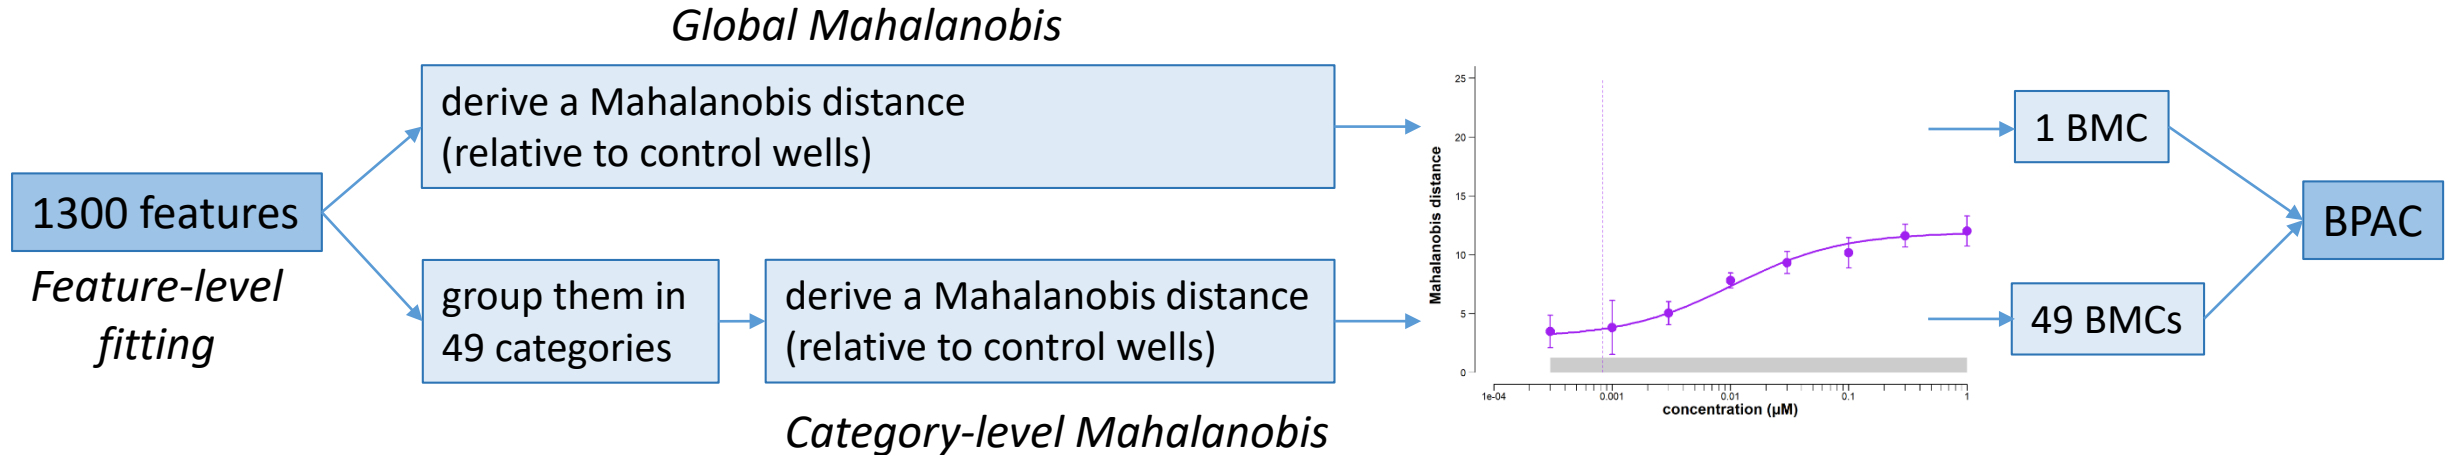 Global Mahalanobis
derive a Mahalanobis distance
(relative to control wells)
1300 features
Feature-level
fitting
group them in
49 categories
derive a Mahalanobis distance
(relative to control wells)
Category-level Mahalanobis
Mahalanobis distance
25
20
15
10
5
0
1e-04
0.001
0.01
0.1
1
concentration (µM)
1 BMC
49 BMCs
BPAC